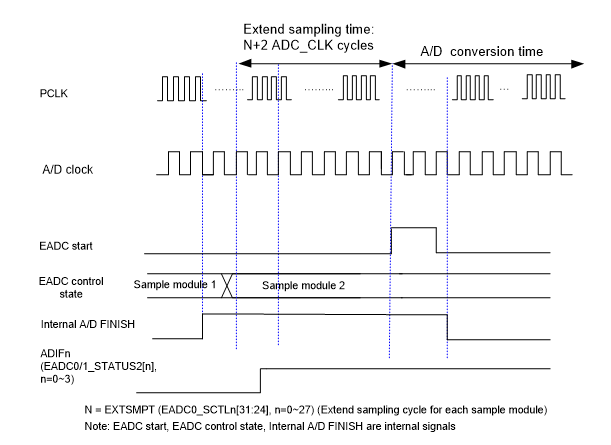 Extend sampling time:
N+2 ADC_CLK cycles
A/D conversion time
PCLK
A/D clock
EADC start
EADC control
state
Sample module 1
Sample module 2
Internal A/D FINISH
ADIFn
(EADC0/1_STATUS2[n],
n=0~3)
N = EXTSMPT (EADC0_SCTLn[31:24], n=0~27) (Extend sampling cycle for each sample module)
Note: EADC start, EADC control state, Internal A/D FINISH are internal signals